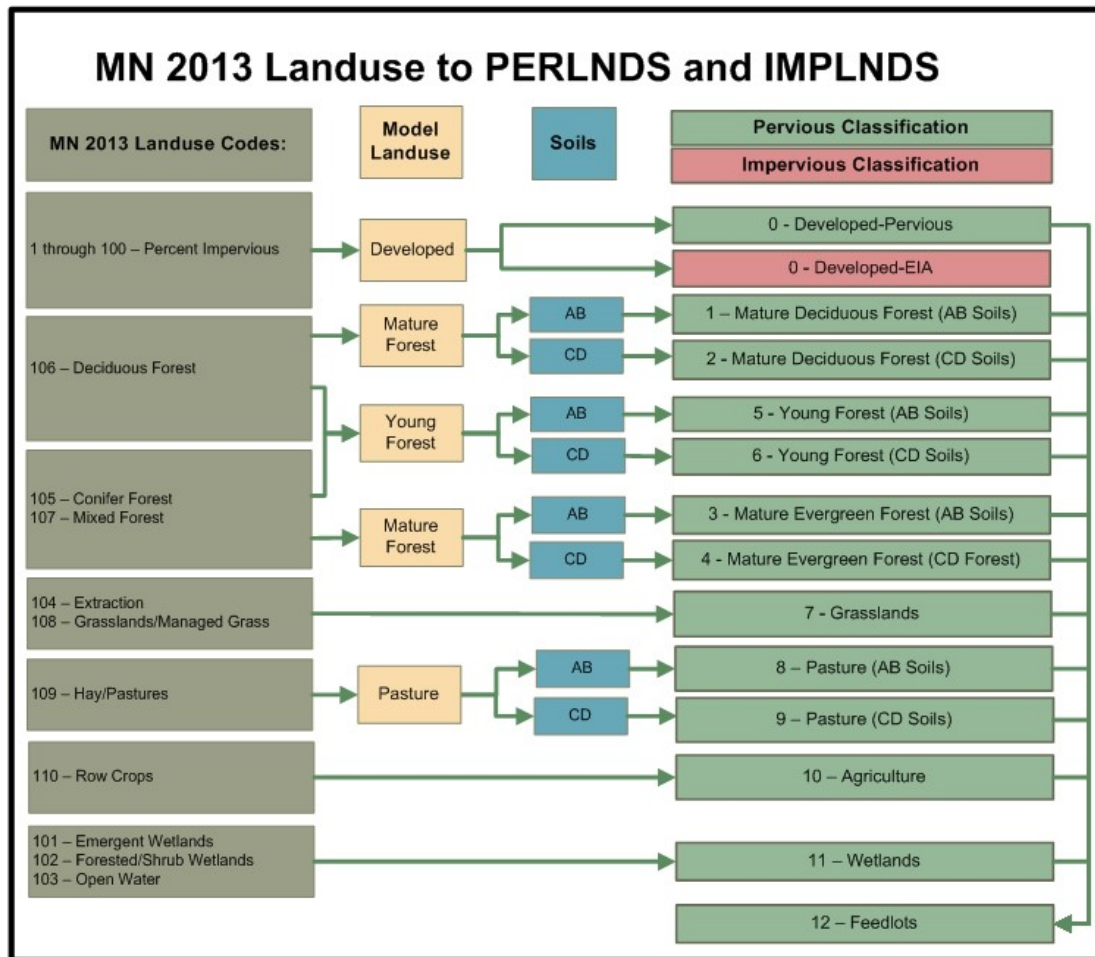 MN 2013 Landuse to PERLNDS and IMPLNDS
MN 2013 Landuse Codes:
Model
Landuse
Soils
Pervious Classification
Impervious Classification
1 through 100 – Percent Impervious
Developed
0 - Developed-Pervious
0 - Developed-EIA
106 – Deciduous Forest
Mature
Forest
AB
1 – Mature Deciduous Forest (AB Soils)
CD
2 - Mature Deciduous Forest (CD Soils)
Young
Forest
AB
5 - Young Forest (AB Soils)
CD
6 - Young Forest (CD Soils)
105 – Conifer Forest
107 – Mixed Forest
Mature
Forest
AB
3 - Mature Evergreen Forest (AB Soils)
CD
4 - Mature Evergreen Forest (CD Forest)
104 – Extraction
108 – Grasslands/Managed Grass
7 - Grasslands
109 – Hay/Pastures
Pasture
AB
8 – Pasture (AB Soils)
CD
9 – Pasture (CD Soils)
110 – Row Crops
10 – Agriculture
101 – Emergent Wetlands
102 – Forested/Shrub Wetlands
103 – Open Water
11 – Wetlands
12 – Feedlots